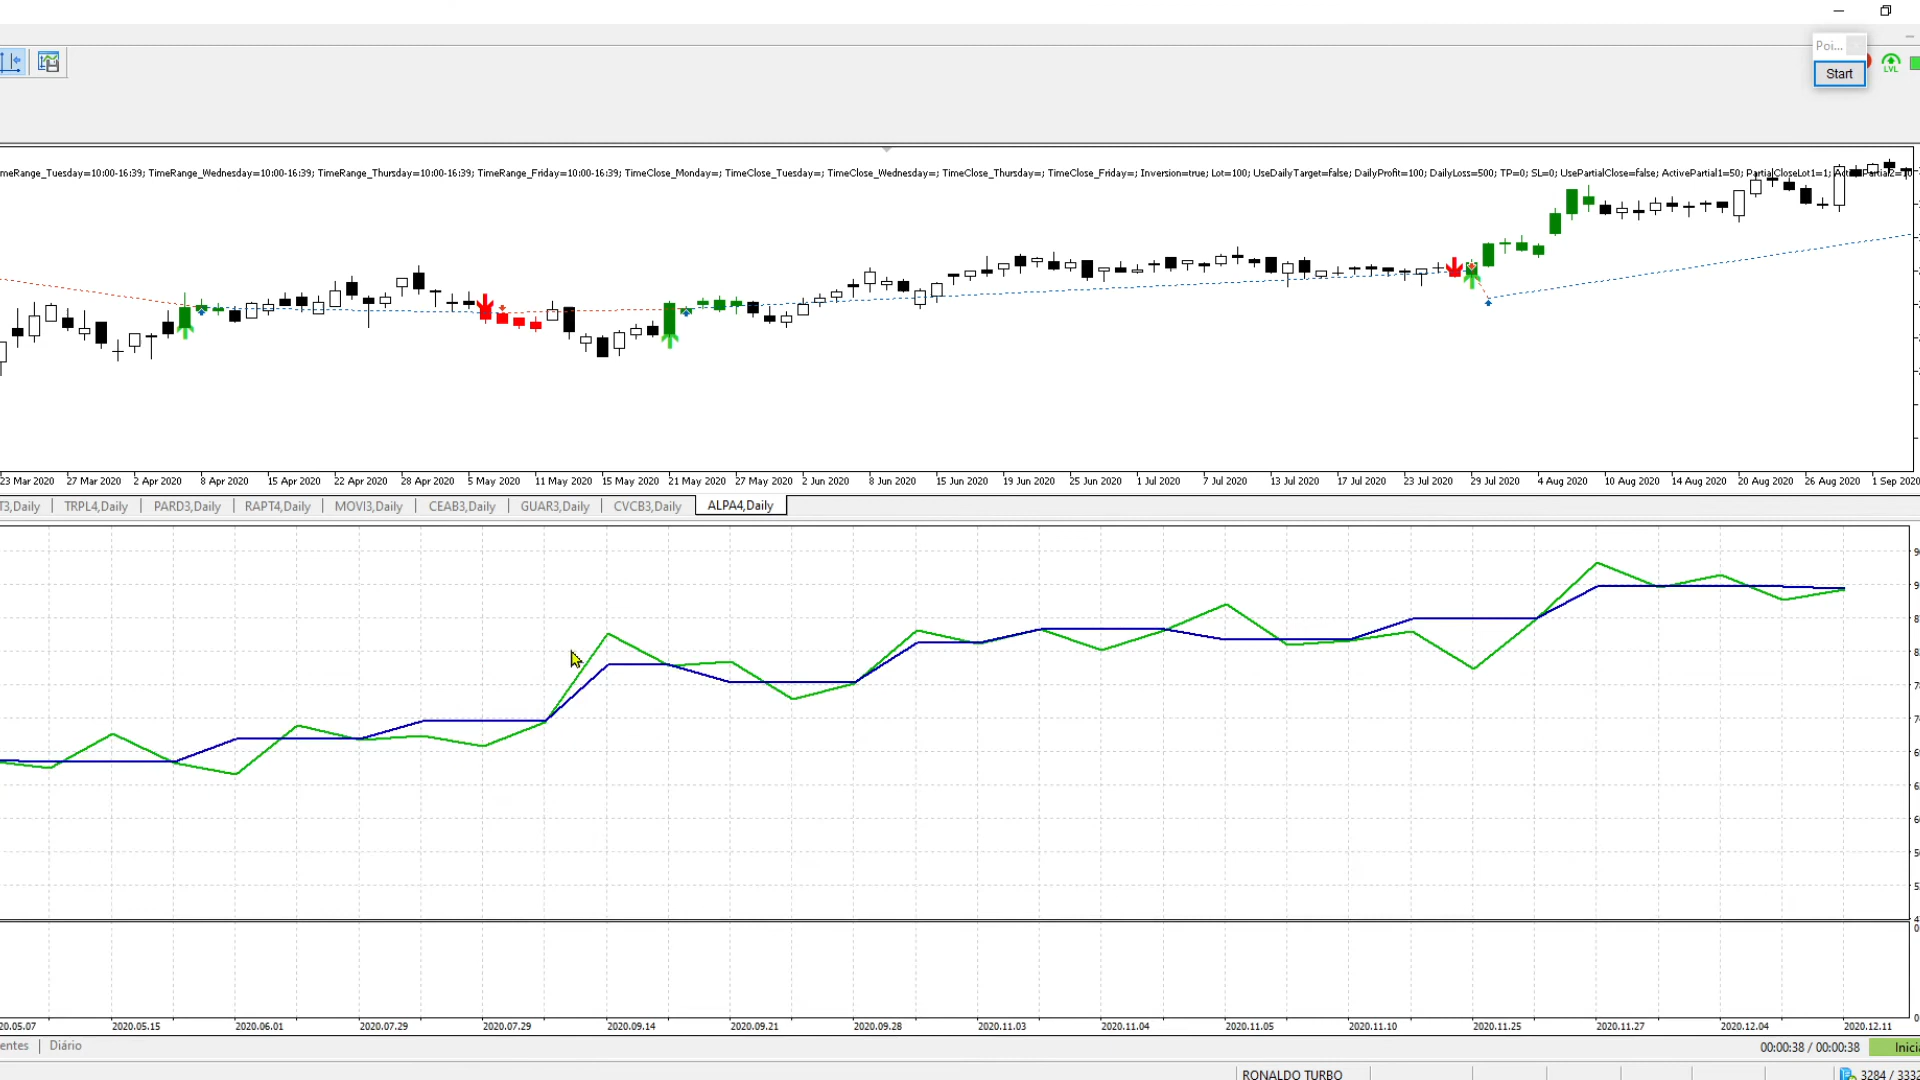 Poi...
Start
LVL
meRange_Tuesday=10:00-16:39; TimeRange_Wednesday=10:00-16:39; TimeRange_Thursday=10:00-16:39; TimeRange_Friday=10:00-16:39; TimeClose_Monday=; TimeClose_Tuesday=; TimeClose_Wednesday=; TimeClose_Thursday=; TimeClose_Friday=; Inversion=true; Lot=100; UseDailyTarget=false; DailyProfit=100; DailyLoss=500; TP=0; SL=0; UsePartialClose=false; ActivePartial1=50; PartialCloseLot1=1; ActivePartial2=10
23 Mar 2020 27 Mar 2020 2 Apr 2020 8 Apr 2020 15 Apr 2020 22 Apr 2020 28 Apr 2020 5 May 2020 11 May 2020 15 May 2020 21 May 2020 27 May 2020 2 Jun 2020 8 Jun 2020 15 Jun 2020 19 Jun 2020 25 Jun 2020 1 Jul 2020 7 Jul 2020 13 Jul 2020 17 Jul 2020 23 Jul 2020 29 Jul 2020 4 Aug 2020 10 Aug 2020 14 Aug 2020 20 Aug 2020 26 Aug 2020 1 Sep 2020
T3,Daily TRPL4,Daily PARD3,Daily RAPT4,Daily MOVI3,Daily CEAB3,Daily GUAR3,Daily CVCB3,Daily ALPA4,Daily
20.05.07 2020.05.15 2020.06.01 2020.07.29 2020.07.29 2020.09.14 2020.09.21 2020.09.28 2020.11.03 2020.11.04 2020.11.05 2020.11.10 2020.11.25 2020.11.27 2020.12.04 2020.12.11
entes | Diário
00:00:38 / 00:00:38 Inicia
RONALDO TURBO
3284 / 3332